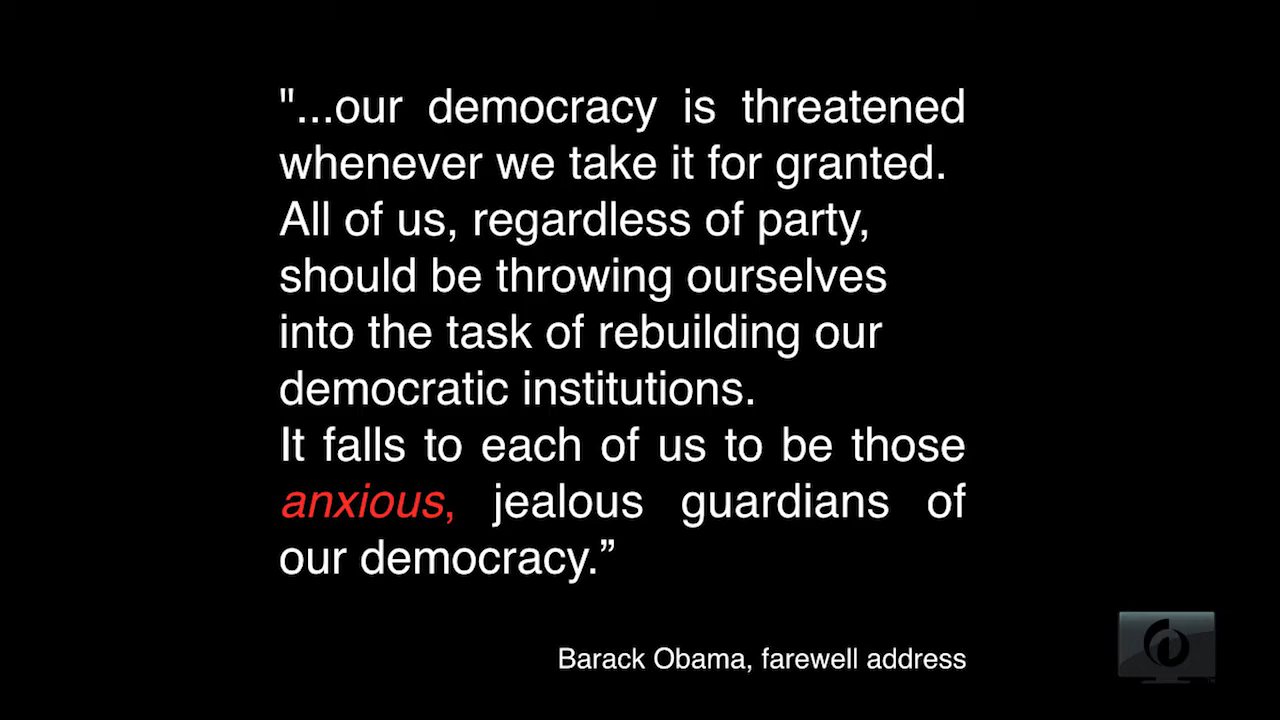 "...our democracy is threatened
whenever we take it for granted.
All of us, regardless of party,
should be throwing ourselves
into the task of rebuilding our
democratic institutions.
It falls to each of us to be those
anxious, jealous guardians of
our democracy.”
Barack Obama, farewell address